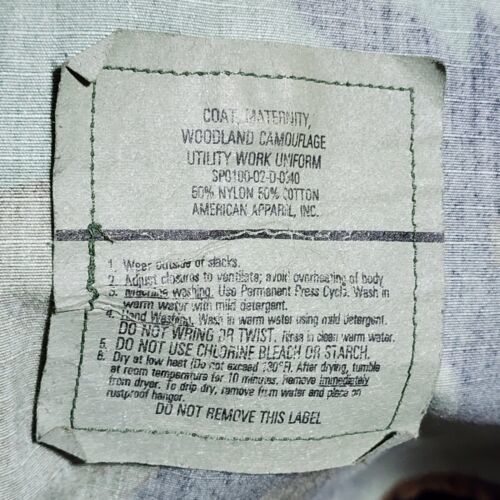 COAT, MATERNITY,
WOODLAND CAMOUFLAGE
UTILITY WORK UNIFORM
SPO100-02-D-0340
50% NYLON 50% COTTON
AMERICAN APPAREL, INC.
1. Wear outside of slacks.
2. Adjust closures to ventilate; avoid overheating of body
3. Machine washing. Use Permanent Press Cycle. Wash in
warm water with mild detergent.
4. Hand Washing. Wash in warm water using mild detergent.
DO NOT WRING OR TWIST. Rinse in clean warm water.
5. DO NOT USE CHLORINE BLEACH OR STARCH.
6. Dry at low heat (Do not exceed 130°F). After drying, tumble
at room temperature for 10 minutes. Remove immediately
from dryer. To drip dry, remove from water and place on
rustproof hanger.
DO NOT REMOVE THIS LABEL